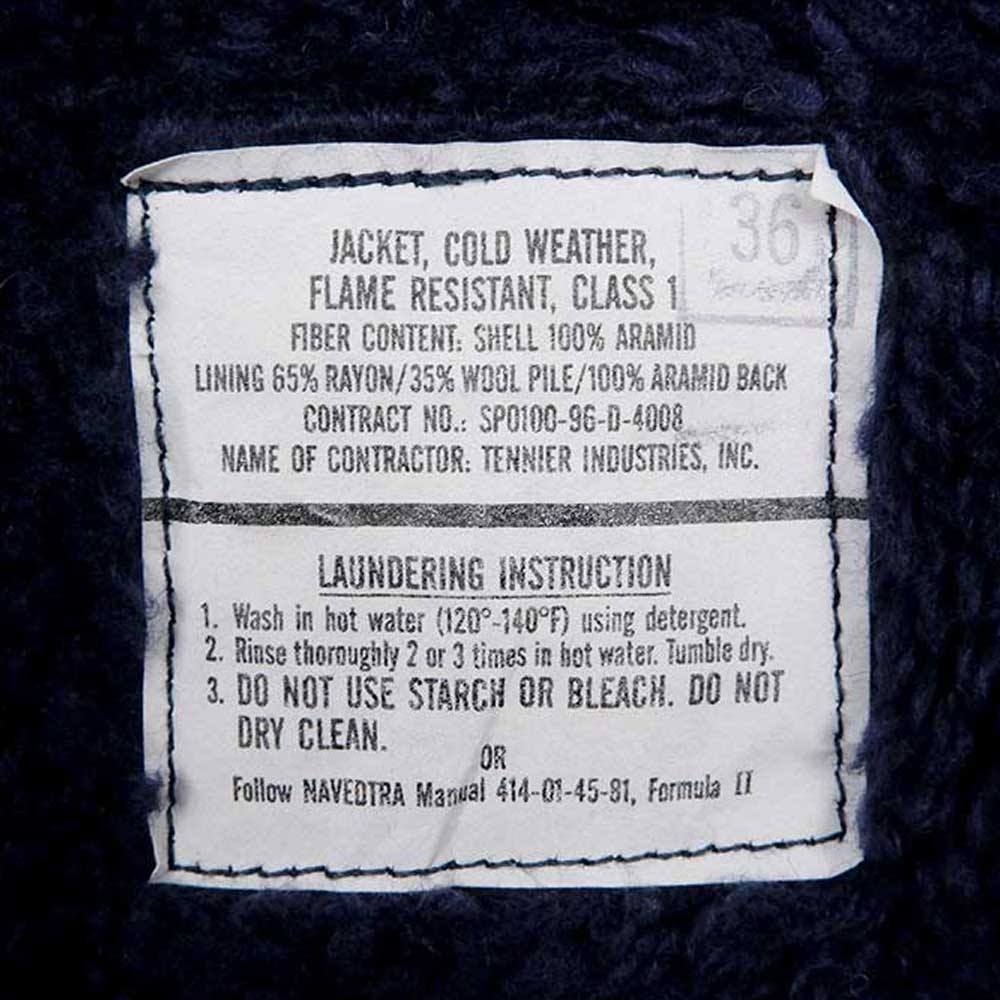 36
JACKET, COLD WEATHER,
FLAME RESISTANT, CLASS 1
FIBER CONTENT: SHELL 100% ARAMID
LINING 65% RAYON/35% WOOL PILE/100% ARAMID BACK
CONTRACT NO.: SPO100-96-D-4008
NAME OF CONTRACTOR: TENNIER INDUSTRIES, INC.
LAUNDERING INSTRUCTION
1. Wash in hot water (120°-140°F) using detergent.
2. Rinse thoroughly 2 or 3 times in hot water. Tumble dry.
3. DO NOT USE STARCH OR BLEACH. DO NOT
DRY CLEAN.
OR
Follow NAVEDTRA Manual 414-01-45-81, Formula II